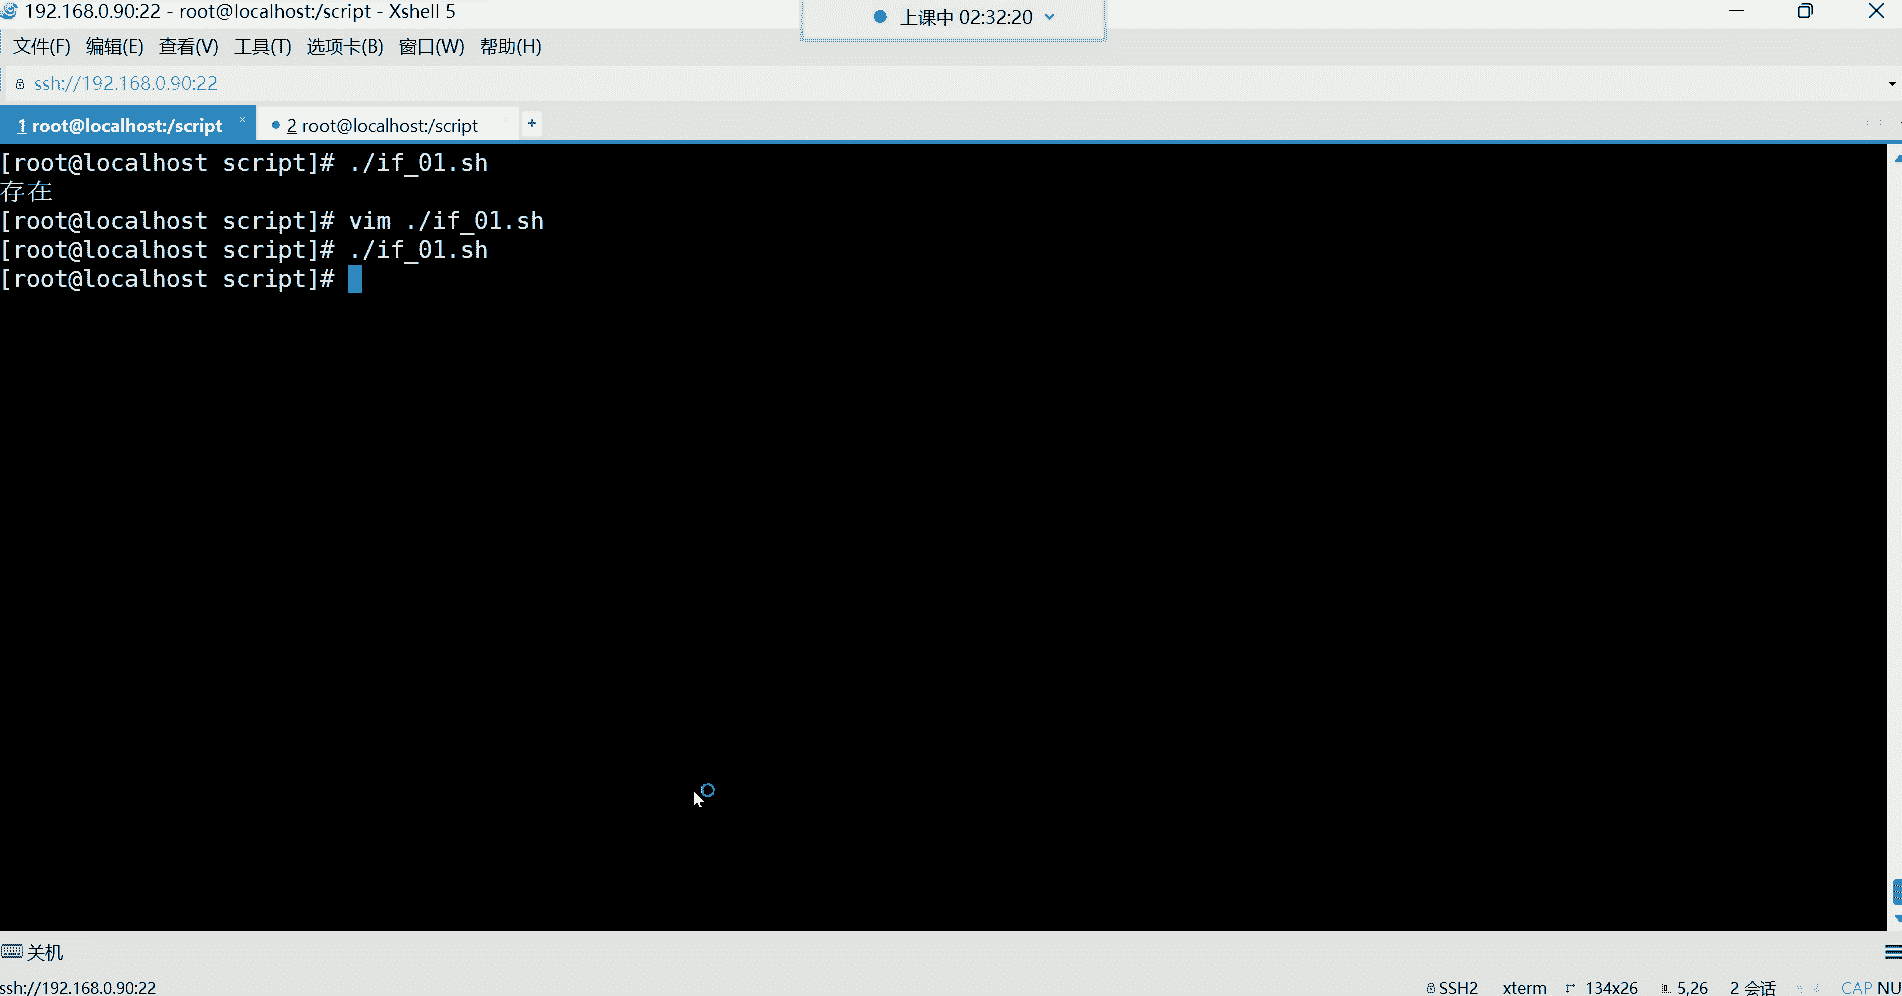 192.168.0.90:22 - root@localhost:/script - Xshell 5
上课中 02:32:20
文件(F) 编辑(E) 查看(V) 工具(T) 选项卡(B) 窗口(W) 帮助(H)
ssh://192.168.0.90:22
1 root@localhost:/script × 2 root@localhost:/script +
[root@localhost script]# ./if_01.sh
存在
[root@localhost script]# vim ./if_01.sh
[root@localhost script]# ./if_01.sh
[root@localhost script]#
关机
ssh://192.168.0.90:22 SSH2 xterm 134x26 5,26 2 会话 CAP NU